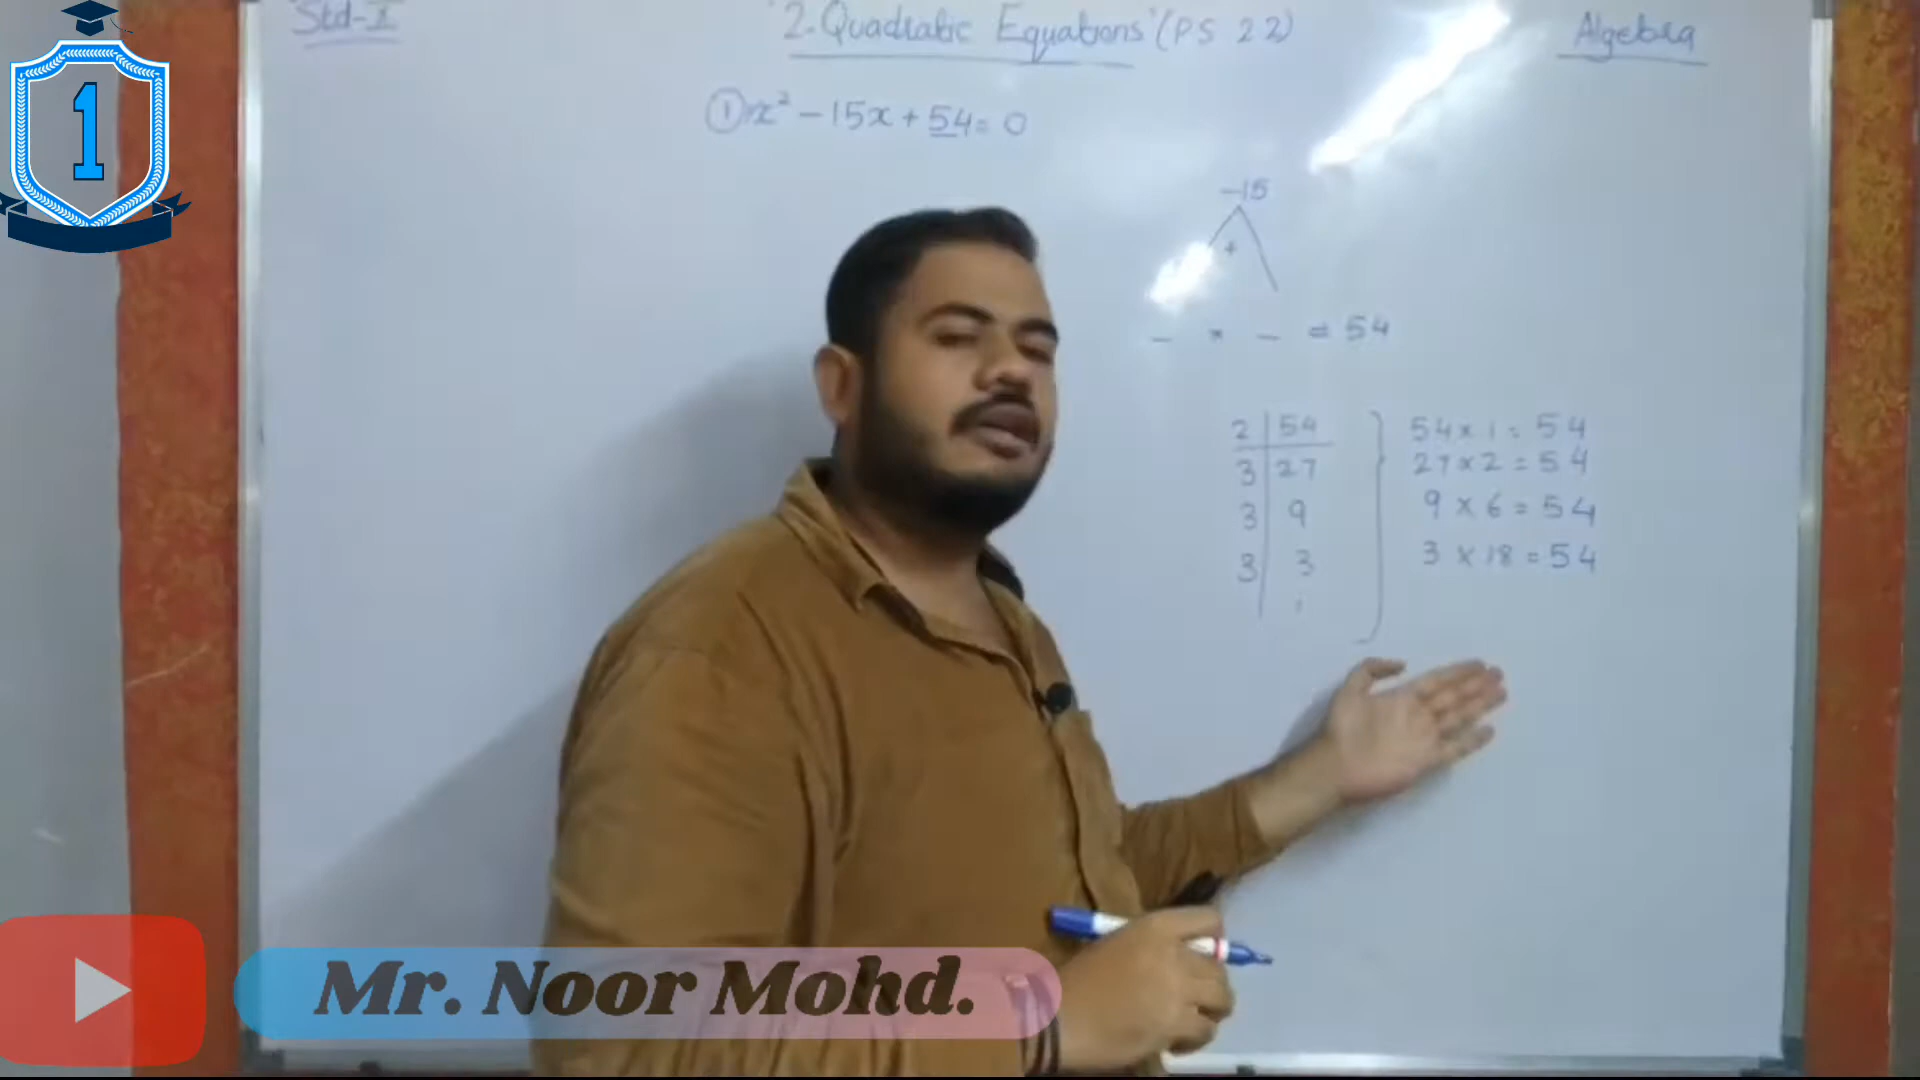 Std-X
"2. Quadratic Equations" (PS 2.2)
Algebra
1
① x² - 15x + 54 = 0
-15
+
_ × _ = 54
2 | 54
3 | 27
3 | 9
3 | 3
1
54 × 1 = 54
27 × 2 = 54
9 × 6 = 54
3 × 18 = 54
Mr. Noor Mohd.